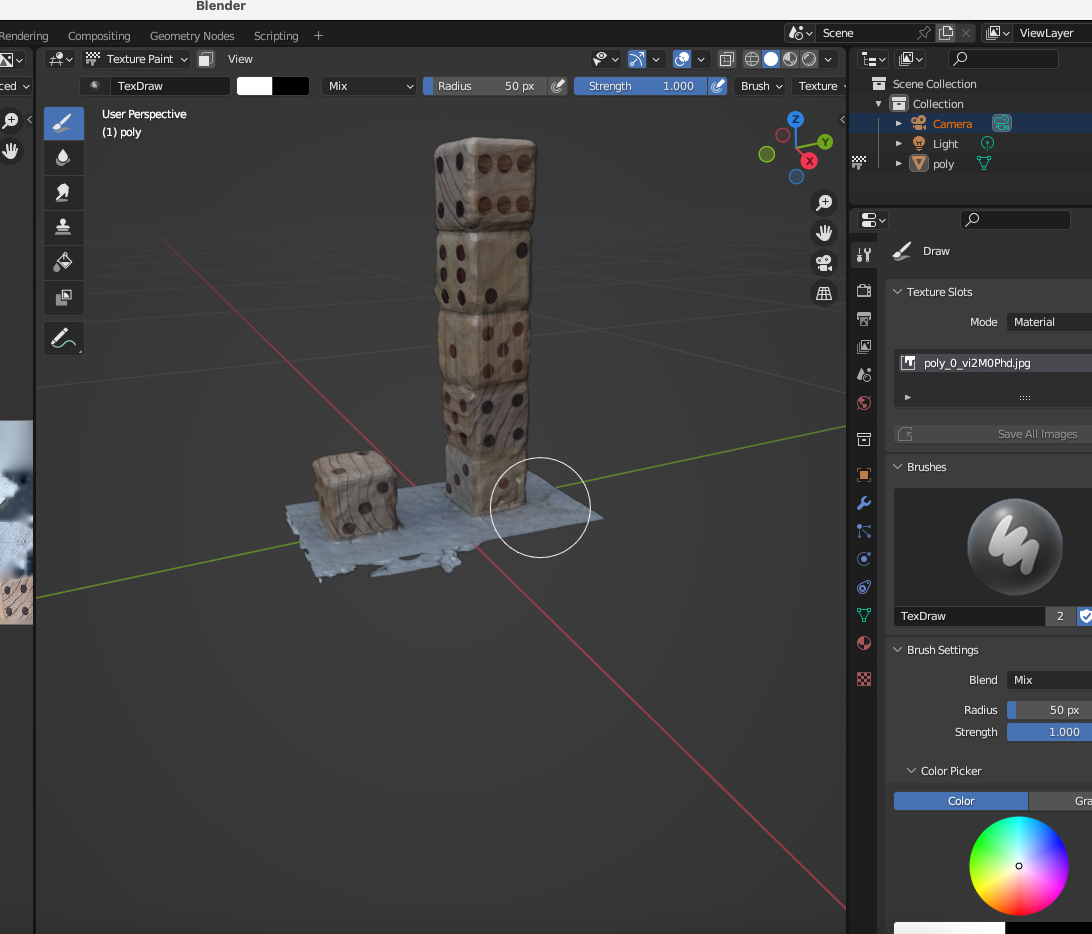 Blender
Rendering Compositing Geometry Nodes Scripting +
Scene
ViewLayer
Texture Paint View
ced TexDraw Mix Radius 50 px Strength 1.000 Brush Texture
User Perspective
(1) poly
Z
Y
X
Scene Collection
Collection
Camera
Light
poly
Draw
Texture Slots
Mode Material
poly_0_vi2M0Phd.jpg
Save All Images
Brushes
TexDraw 2
Brush Settings
Blend Mix
Radius 50 px
Strength 1.000
Color Picker
Color Gra